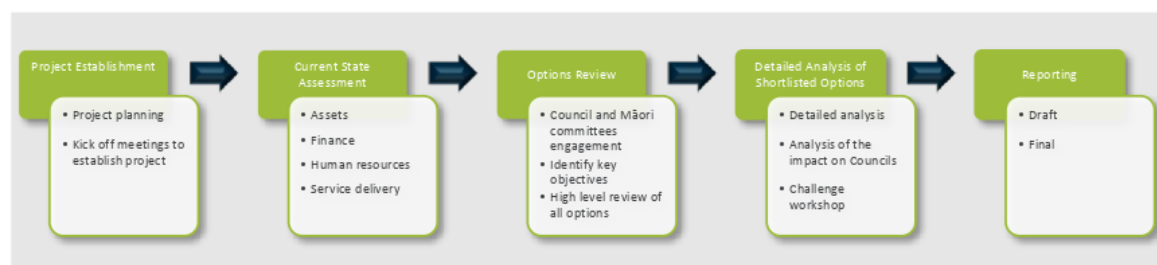 Project Establishment
▪ Project planning
▪ Kick off meetings to
establish project
Current State
Assessment
▪ Assets
▪ Finance
▪ Human resources
▪ Service delivery
Options Review
▪ Council and Māori
committees
engagement
▪ Identify key
objectives
▪ High level review of
all options
Detailed Analysis of
Shortlisted Options
▪ Detailed analysis
▪ Analysis of the
impact on Councils
▪ Challenge
workshop
Reporting
▪ Draft
▪ Final